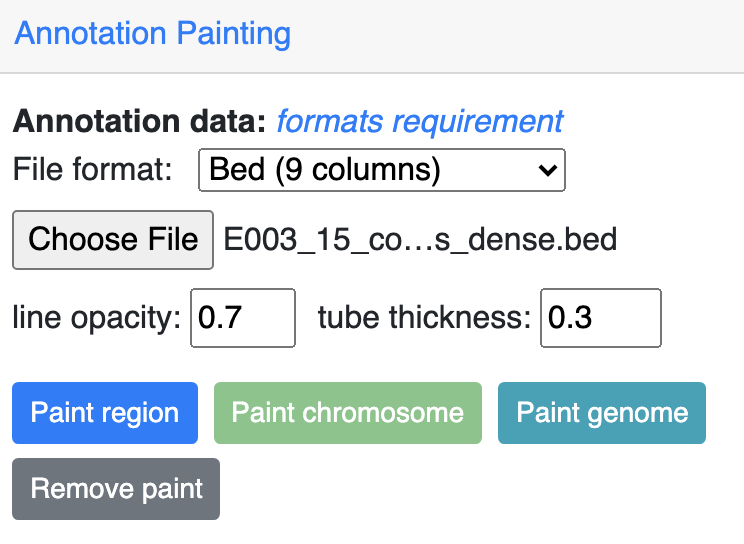 Annotation Painting
Annotation data: formats requirement
File format: Bed (9 columns)
Choose File E003_15_co...s_dense.bed
line opacity: 0.7 tube thickness: 0.3
Paint region Paint chromosome Paint genome
Remove paint